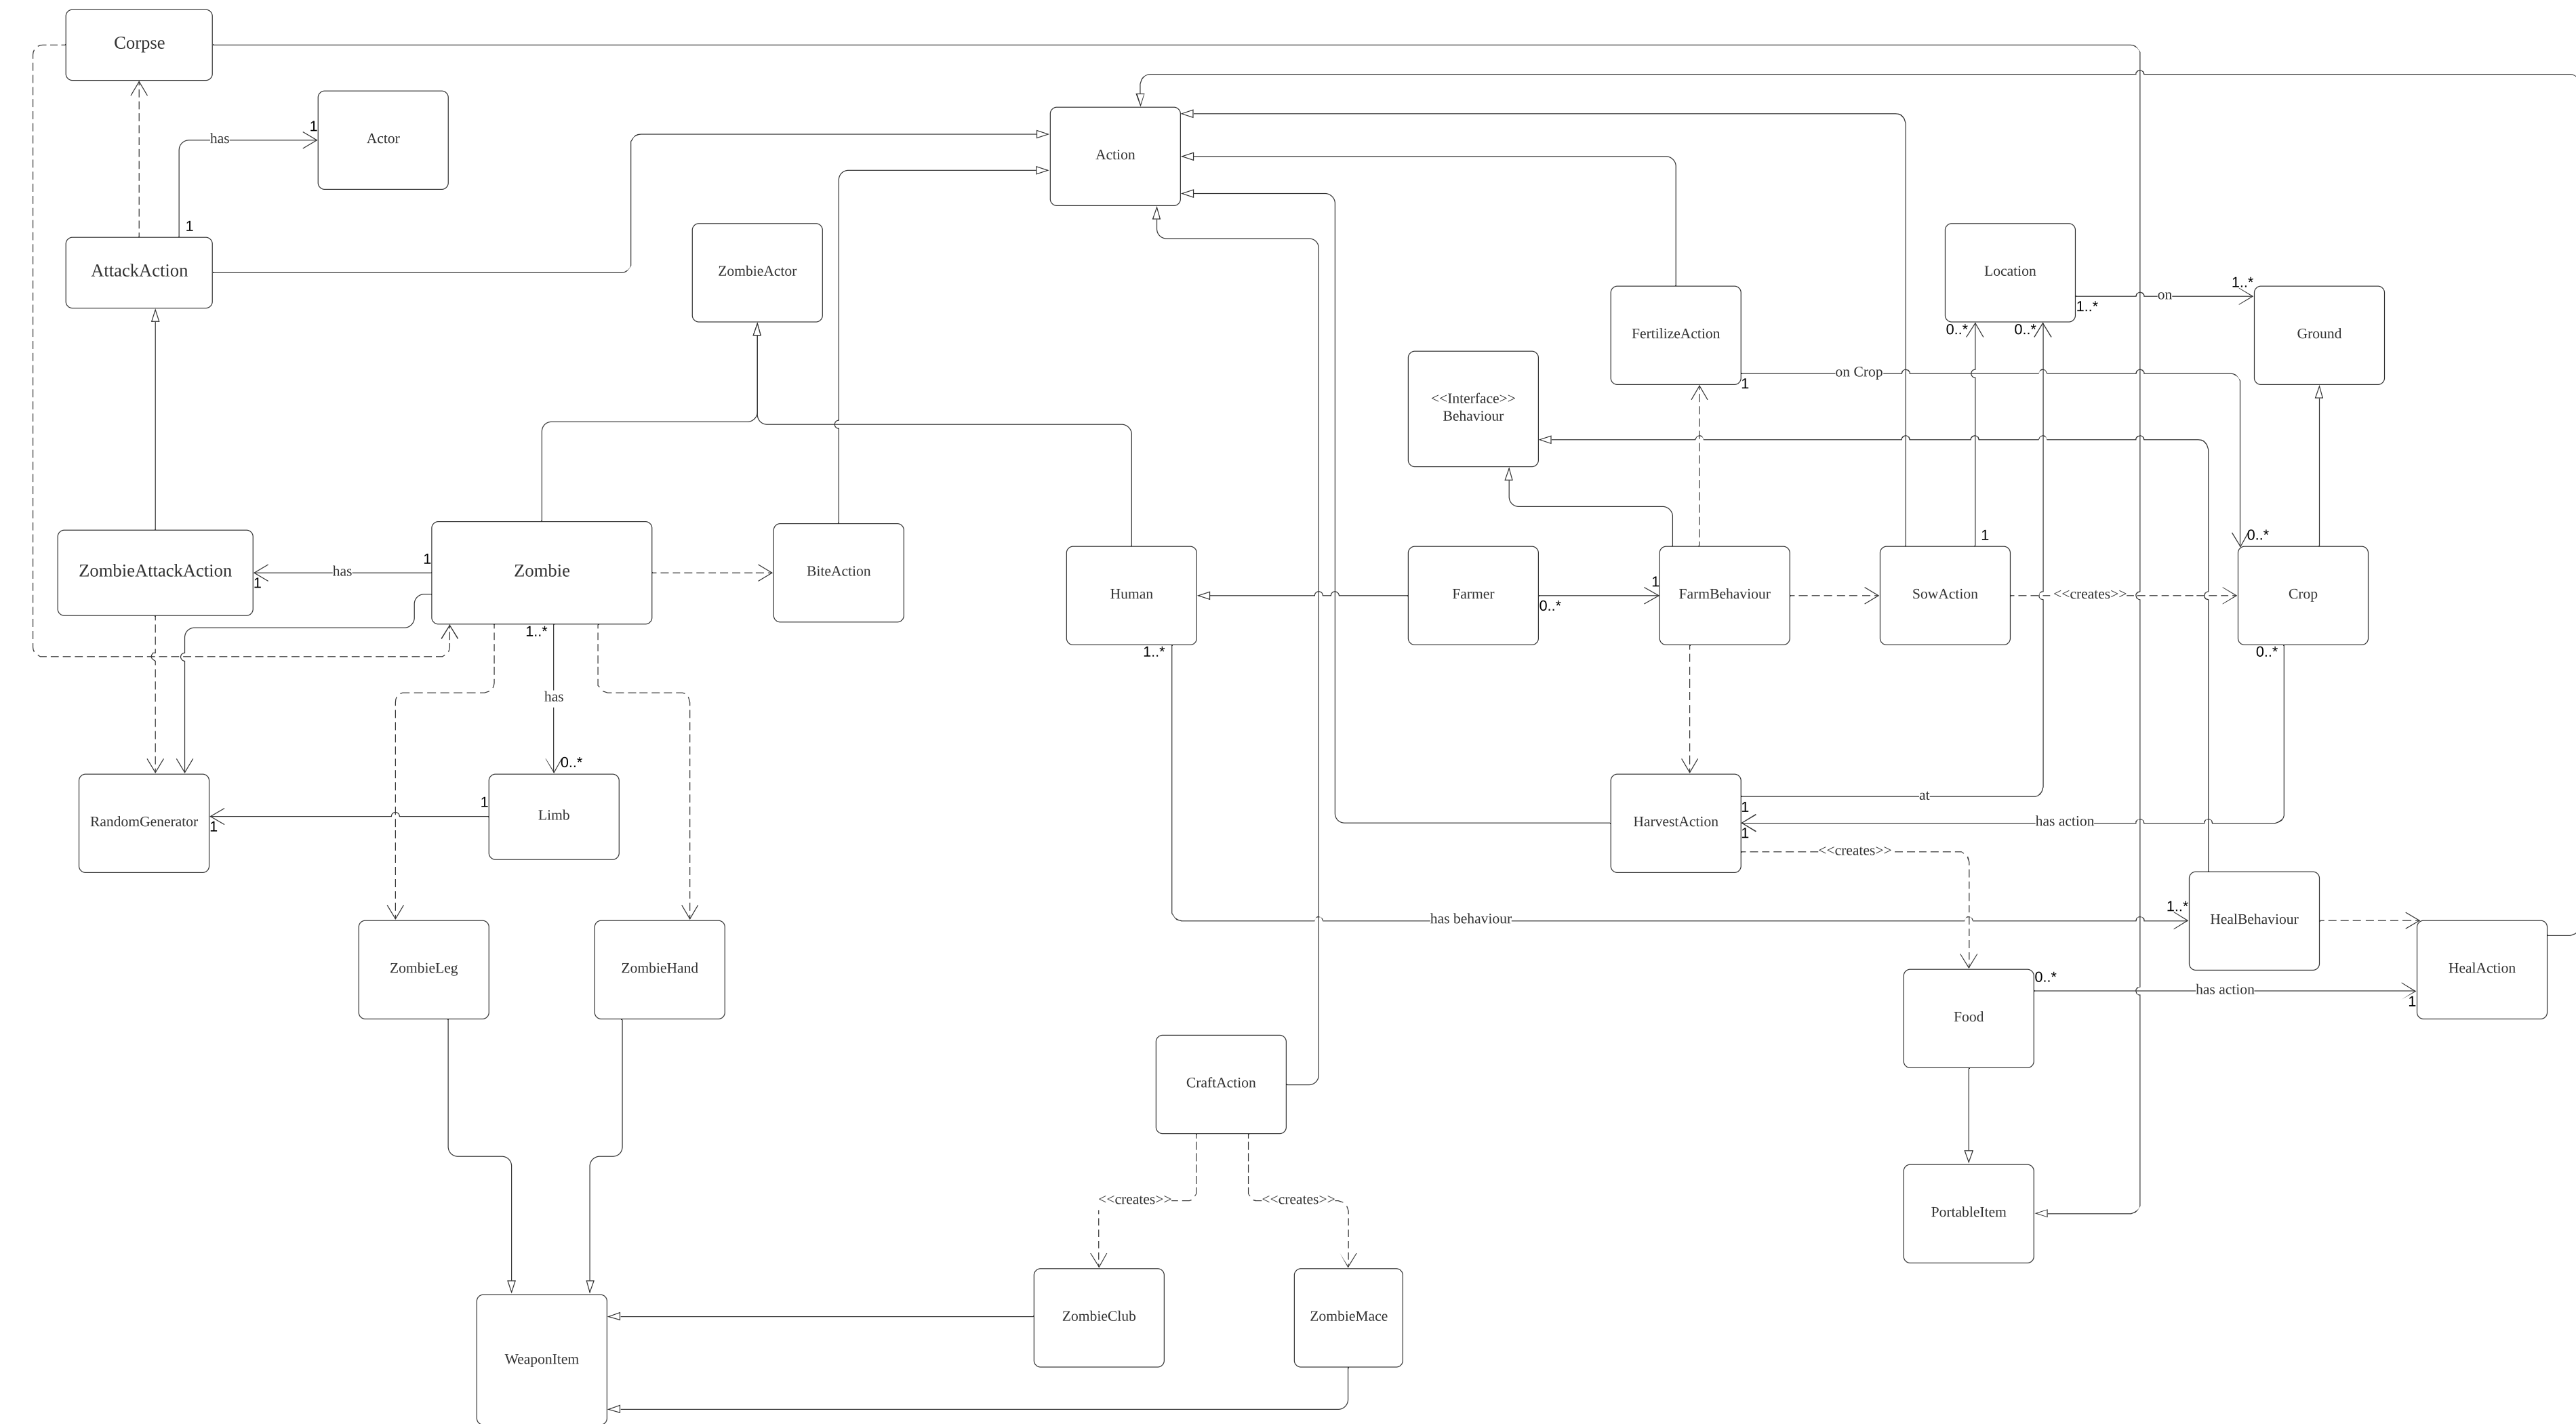 Corpse
has
1
Actor
1
AttackAction
Action
ZombieActor
Location
1..*
on
1..*
0..*
0..*
Ground
FertilizeAction
1
on Crop
<<Interface>>
Behaviour
ZombieAttackAction
1
has
1
Zombie
BiteAction
Human
1..*
Farmer
0..*
1
FarmBehaviour
SowAction
1
<<creates>>
0..*
Crop
0..*
1..*
has
0..*
RandomGenerator
1
1
Limb
HarvestAction
at
1
1
has action
<<creates>>
has behaviour
1..*
HealBehaviour
ZombieLeg
ZombieHand
HealAction
0..*
has action
1
Food
CraftAction
<<creates>>
<<creates>>
PortableItem
ZombieClub
ZombieMace
WeaponItem